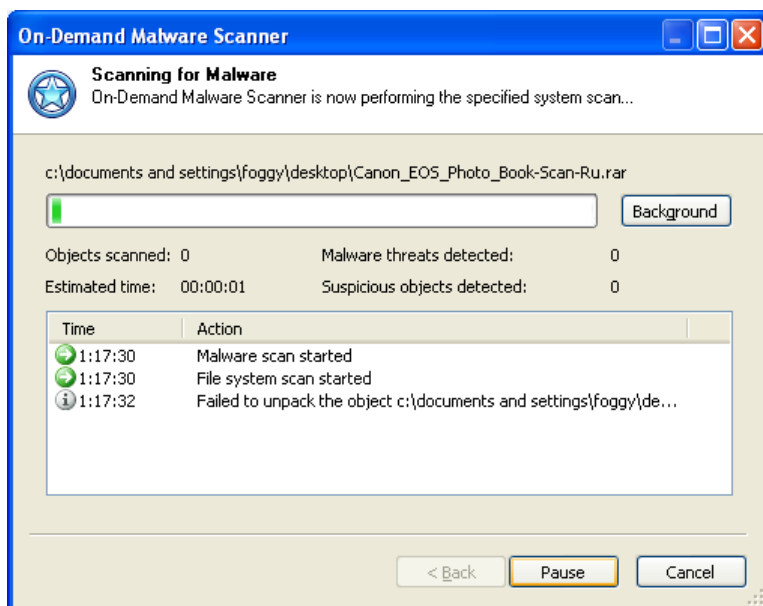 On-Demand Malware Scanner
Scanning for Malware
On-Demand Malware Scanner is now performing the specified system scan...
c:\documents and settings\foggy\desktop\Canon_EOS_Photo_Book-Scan-Ru.rar
Background
Objects scanned: 0 Malware threats detected: 0
Estimated time: 00:00:01 Suspicious objects detected: 0
Time Action
1:17:30 Malware scan started
1:17:30 File system scan started
1:17:32 Failed to unpack the object c:\documents and settings\foggy\de...
< Back Pause Cancel